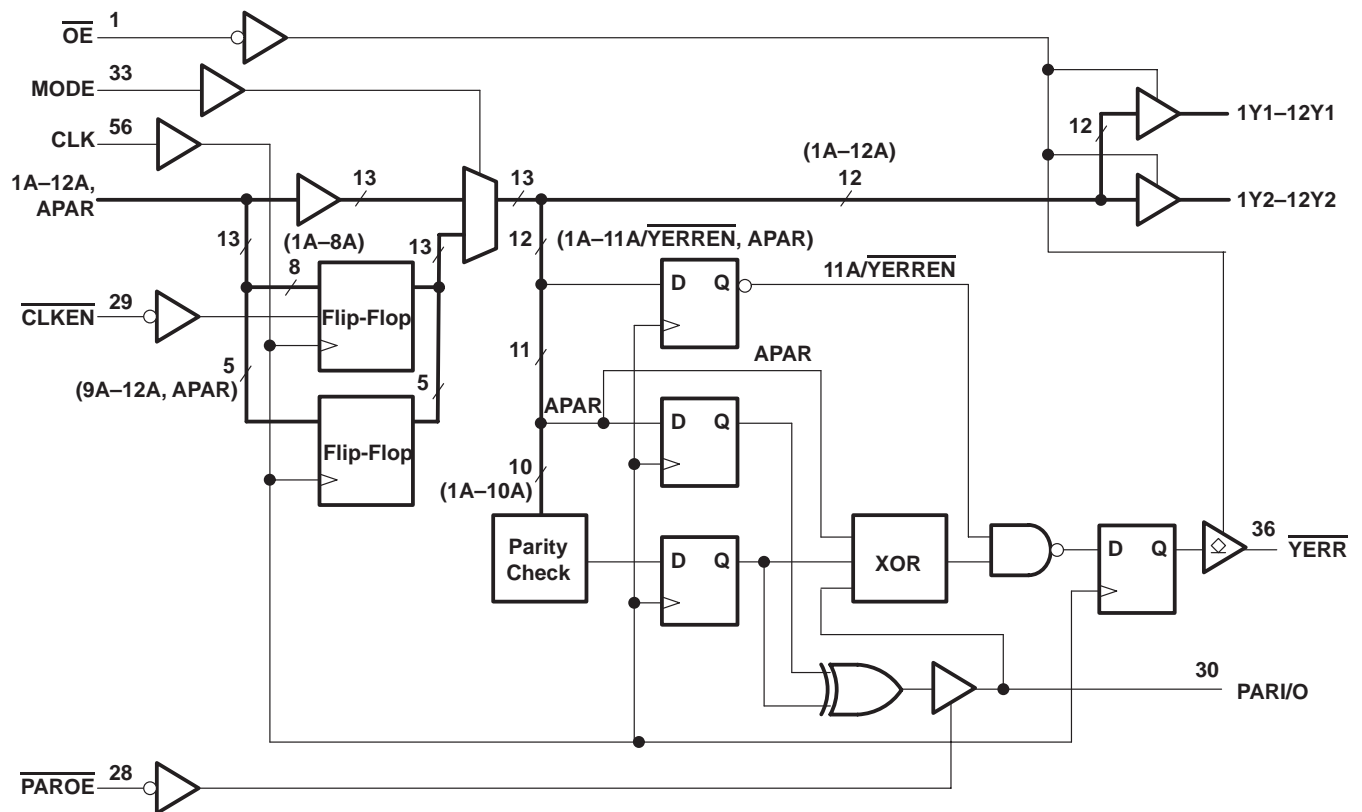 OE 1
MODE 33
CLK 56
1A–12A,
APAR
13
13
(1A–12A)
12
12
1Y1–12Y1
1Y2–12Y2
13
(1A–8A)
8
13
12
(1A–11A/YERREN, APAR)
CLKEN 29
Flip-Flop
D Q
11A/YERREN
5
(9A–12A, APAR)
5
11
APAR
APAR
Flip-Flop
D Q
10
(1A–10A)
Parity
Check
D Q
XOR
D Q
36
YERR
30
PARI/O
PAROE 28